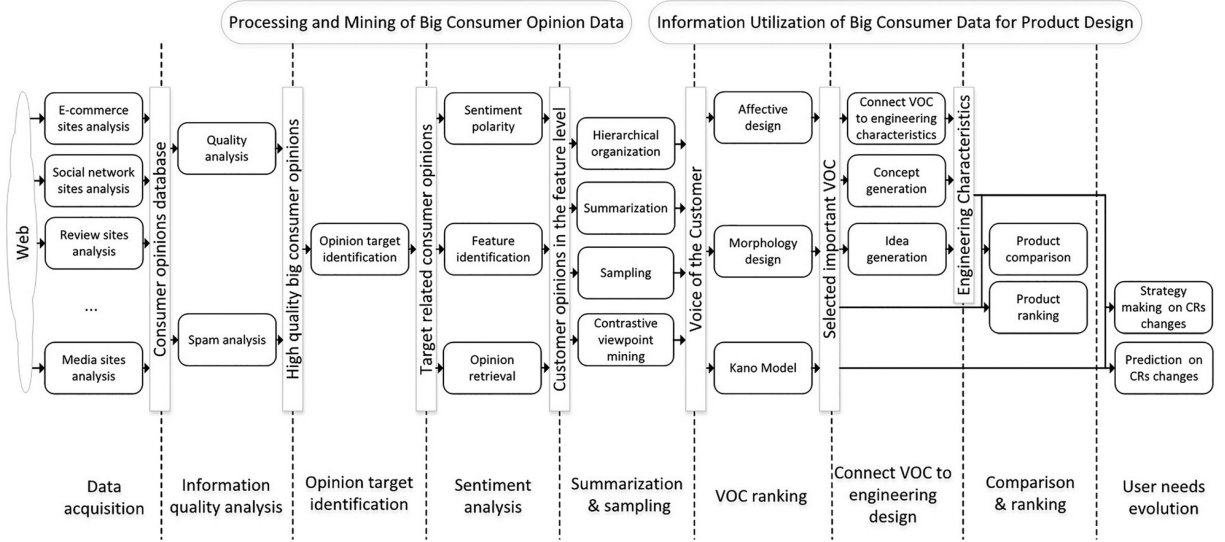 Processing and Mining of Big Consumer Opinion Data
Information Utilization of Big Consumer Data for Product Design
Web
E-commerce
sites analysis
Social network
sites analysis
Review sites
analysis
...
Media sites
analysis
Consumer opinions database
Quality
analysis
Spam analysis
High quality big consumer opinions
Opinion target
identification
Target related consumer opinions
Sentiment
polarity
Feature
identification
Opinion
retrieval
Customer opinions in the feature level
Hierarchical
organization
Summarization
Sampling
Contrastive
viewpoint
mining
Voice of the Customer
Affective
design
Morphology
design
Kano Model
Selected important VOC
Connect VOC
to engineering
characteristics
Concept
generation
Idea
generation
Engineering Characteristics
Product
comparison
Product
ranking
Strategy
making on CRs
changes
Prediction on
CRs changes
Data
acquisition
Information
quality analysis
Opinion target
identification
Sentiment
analysis
Summarization
& sampling
VOC ranking
Connect VOC to
engineering
design
Comparison
& ranking
User needs
evolution